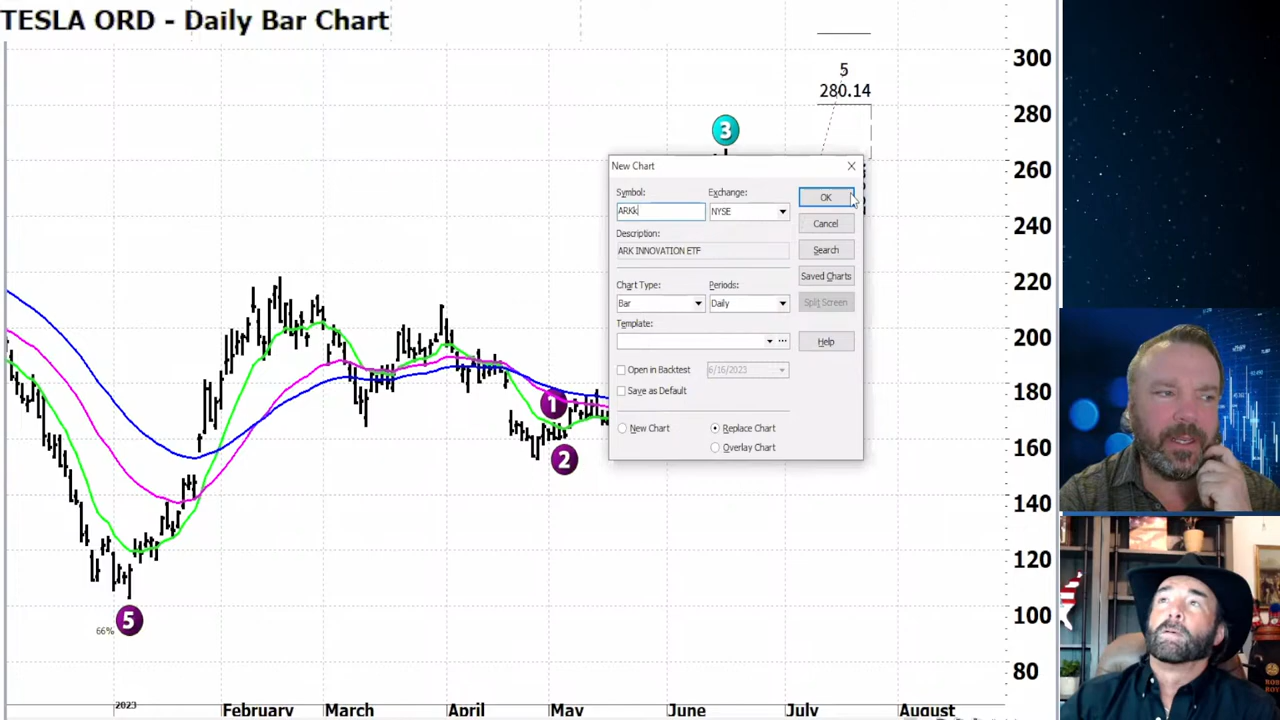 TESLA ORD - Daily Bar Chart
300
5
280.14
280
3
260
New Chart
Symbol:
Exchange:
ARKk
NYSE
OK
240
Cancel
Description:
ARK INNOVATION ETF
Search
220
Saved Charts
Chart Type:
Periods:
Bar
Daily
Split Screen
Template:
200
Help
Open in Backtest
6/16/2023
180
Save as Default
1
New Chart
Replace Chart
160
Overlay Chart
2
140
120
100
5
66%
80
2023
February
March
April
May
June
July
August